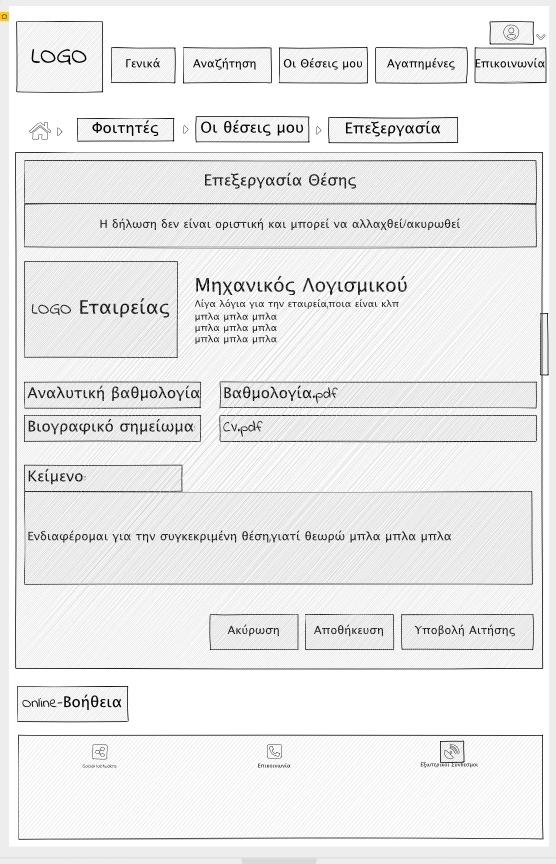 LOGO
Γενικά
Αναζήτηση
Οι Θέσεις μου
Αγαπημένες
Επικοινωνία
Φοιτητές
Οι θέσεις μου
Επεξεργασία
Επεξεργασία Θέσης
Η δήλωση δεν είναι οριστική και μπορεί να αλλαχθεί/ακυρωθεί
LOGO Εταιρείας
Μηχανικός Λογισμικού
Λίγα λόγια για την εταιρεία,ποια είναι κλπ
μπλα μπλα μπλα
μπλα μπλα μπλα
μπλα μπλα μπλα
Αναλυτική βαθμολογία
Βαθμολογία.pdf
Βιογραφικό σημείωμα
Cv.pdf
Κείμενο:
Ενδιαφέρομαι για την συγκεκριμένη θέση,γιατί θεωρώ μπλα μπλα μπλα
Ακύρωση
Αποθήκευση
Υποβολή Αιτήσης
Online-Βοήθεια
Επικοινωνία
Εξωτερικοί Σύνδεσμοι